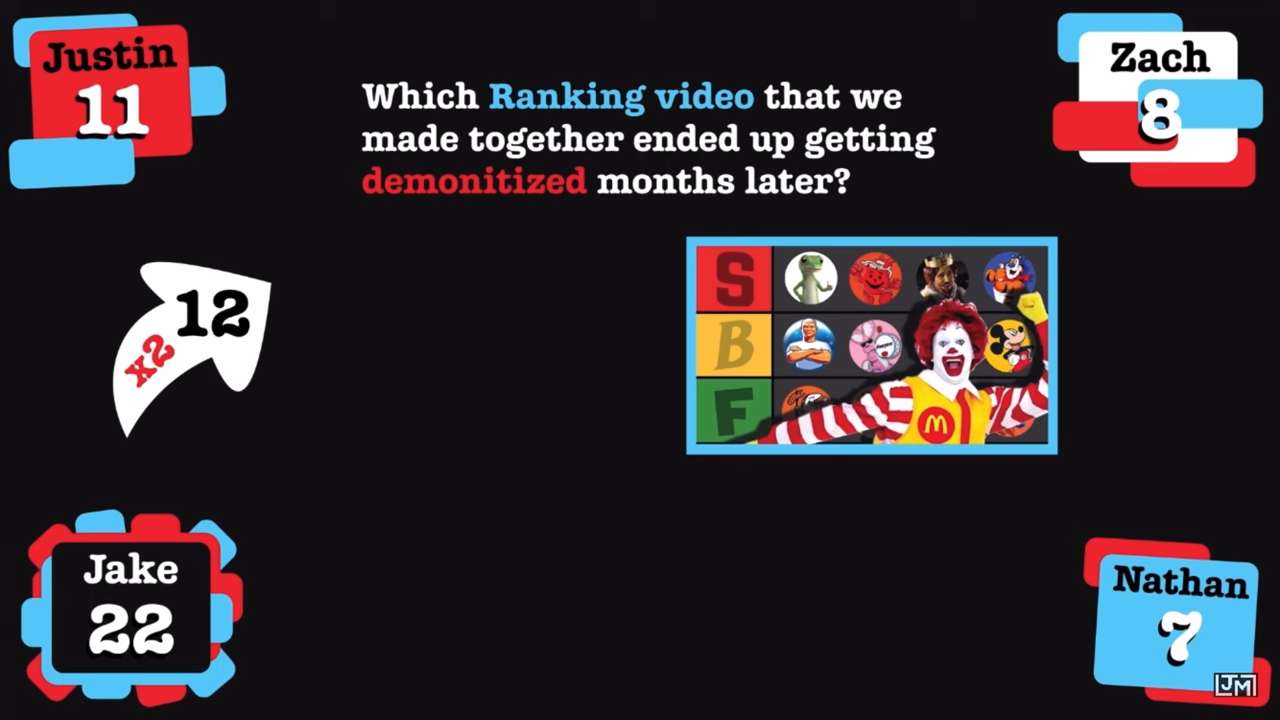 Justin
11
Which Ranking video that we
made together ended up getting
demonitized months later?
Zach
8
12
x2
S
B
F
Jake
22
Nathan
7
JM